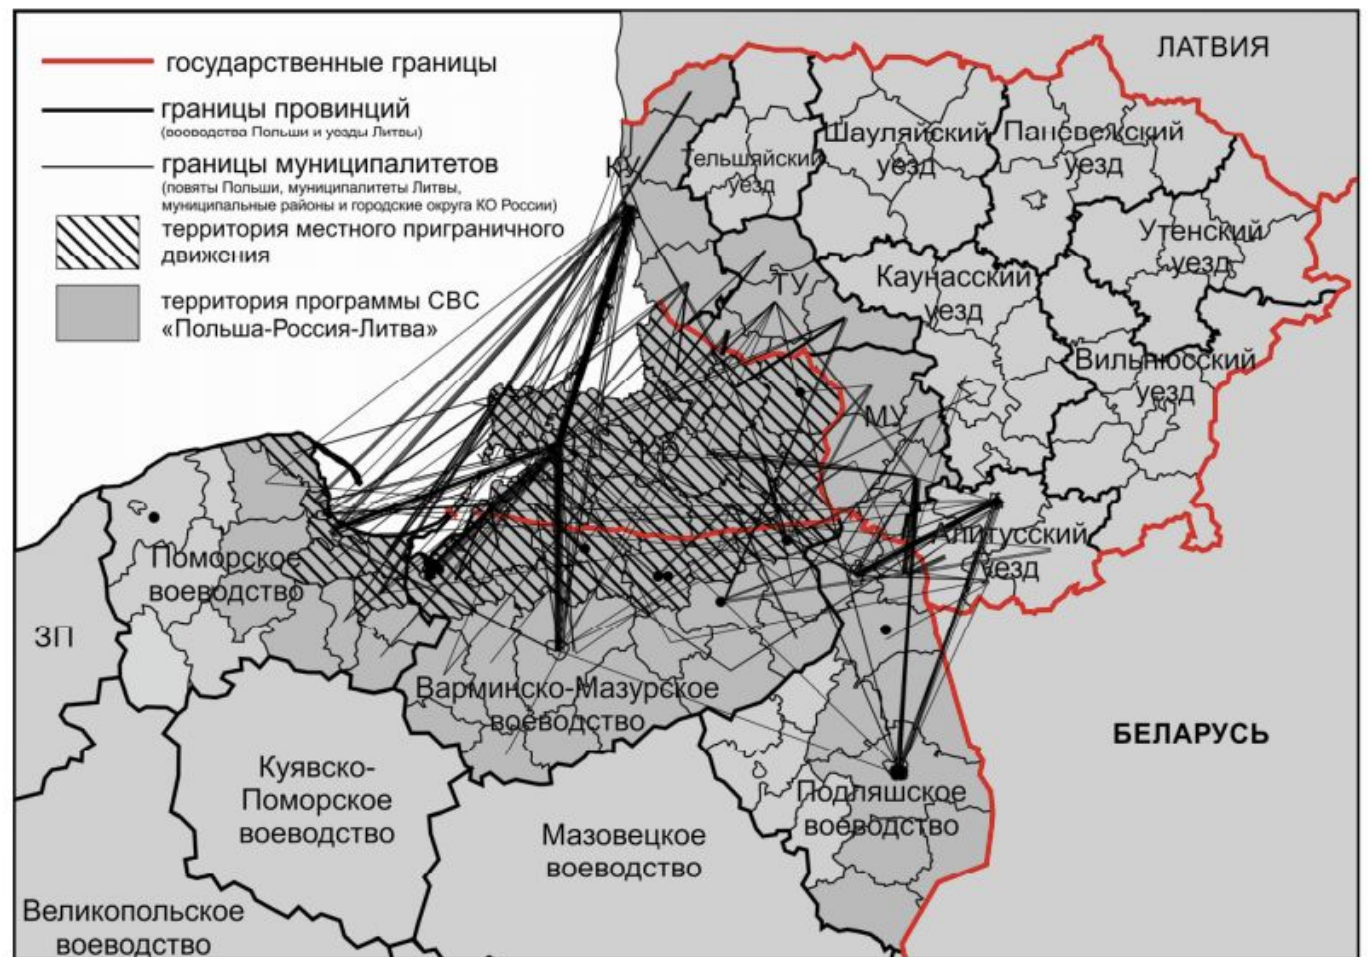 государственные границы
границы провинций
(воеводства Польши и уезды Литвы)
границы муниципалитетов
(повяты Польши, муниципалитеты Литвы,
муниципальные районы и городские округа КО России)
территория местного приграничного
движения
территория программы СВС
«Польша-Россия-Литва»
ЛАТВИЯ
Шауляйский
уезд
Паневежский
уезд
КУ
Тельшяйский
уезд
Утенский
уезд
ТУ
Каунасский
уезд
Вильнюсский
уезд
МУ
КО
Алитусский
уезд
Поморское
воеводство
ЗП
Варминско-Мазурское
воеводство
БЕЛАРУСЬ
Куявско-
Поморское
воеводство
Подляшское
воеводство
Мазовецкое
воеводство
Великопольское
воеводство